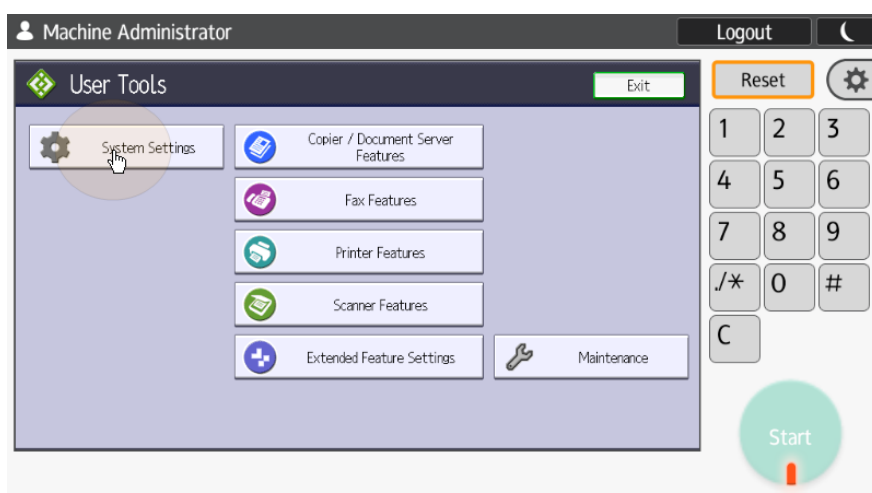 Machine Administrator
Logout
User Tools
Exit
Reset
System Settings
Copier / Document Server
Features
Fax Features
Printer Features
Scanner Features
Extended Feature Settings
Maintenance
1 2 3
4 5 6
7 8 9
./* 0 #
C
Start